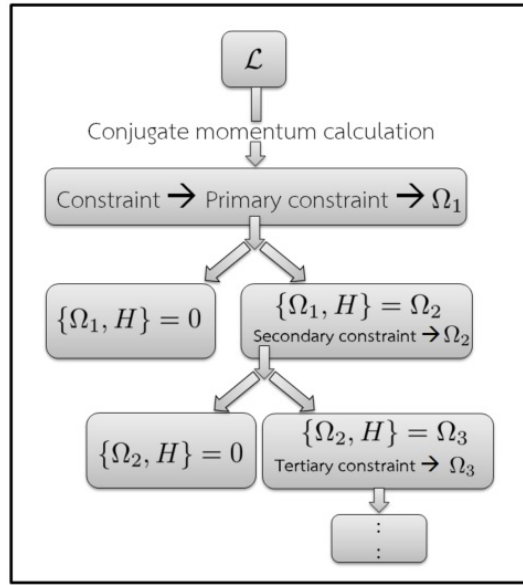 ℒ
Conjugate momentum calculation
Constraint → Primary constraint → Ω₁
{Ω₁, H} = 0
{Ω₁, H} = Ω₂
Secondary constraint → Ω₂
{Ω₂, H} = 0
{Ω₂, H} = Ω₃
Tertiary constraint → Ω₃
:
: